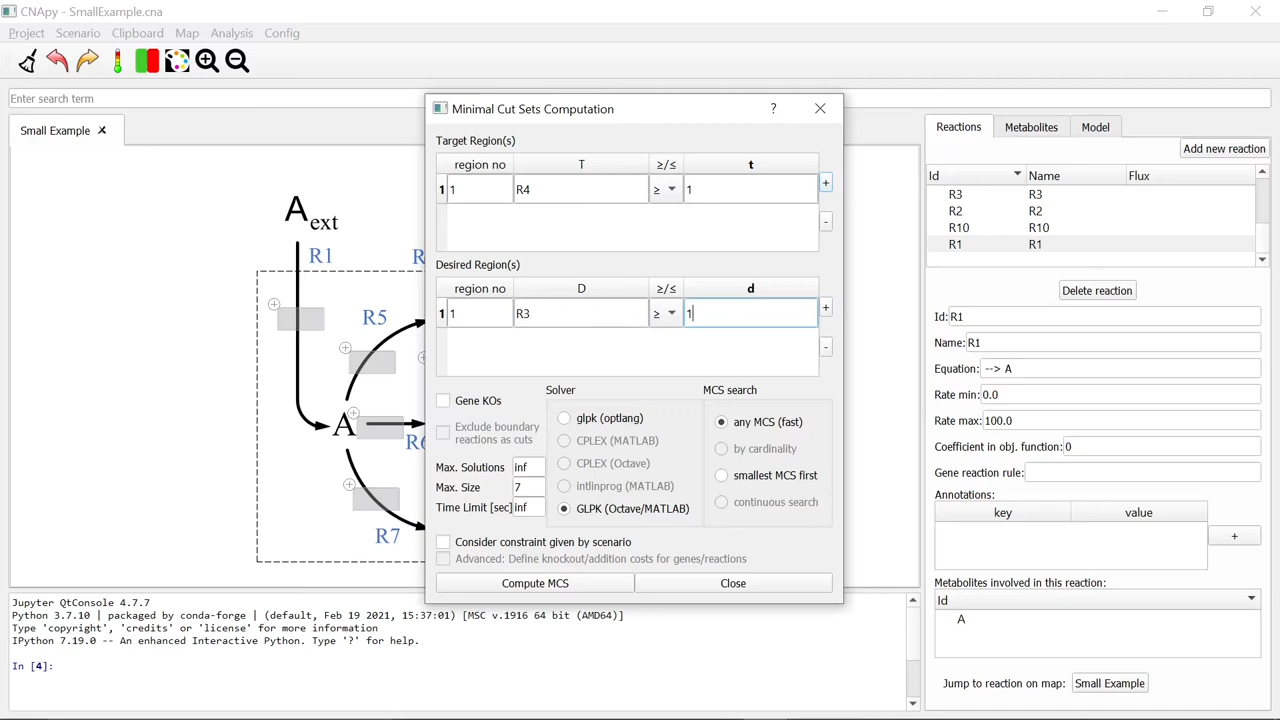 CNApy - SmallExample.cna
Project Scenario Clipboard Map Analysis Config
Enter search term
Small Example
A ext
R1
R5
A
R7
Minimal Cut Sets Computation
?
Target Region(s)
region no T ≥/≤ t
1 1 R4 ≥ 1
+
-
Desired Region(s)
region no D ≥/≤ d
1 1 R3 ≥ 1
+
-
Gene KOs
Exclude boundary
reactions as cuts
Max. Solutions inf
Max. Size 7
Time Limit [sec] inf
Solver
glpk (optlang)
CPLEX (MATLAB)
CPLEX (Octave)
intlinprog (MATLAB)
GLPK (Octave/MATLAB)
MCS search
any MCS (fast)
by cardinality
smallest MCS first
continuous search
Consider constraint given by scenario
Advanced: Define knockout/addition costs for genes/reactions
Compute MCS Close
Reactions Metabolites Model
Add new reaction
Id Name Flux
R3 R3
R2 R2
R10 R10
R1 R1
Delete reaction
Id: R1
Name: R1
Equation: --> A
Rate min: 0.0
Rate max: 100.0
Coefficient in obj. function: 0
Gene reaction rule:
Annotations:
key value
+
Metabolites involved in this reaction:
Id
A
Jump to reaction on map: Small Example
Jupyter QtConsole 4.7.7
Python 3.7.10 | packaged by conda-forge | (default, Feb 19 2021, 15:37:01) [MSC v.1916 64 bit (AMD64)]
Type 'copyright', 'credits' or 'license' for more information
IPython 7.19.0 -- An enhanced Interactive Python. Type '?' for help.
In [4]: